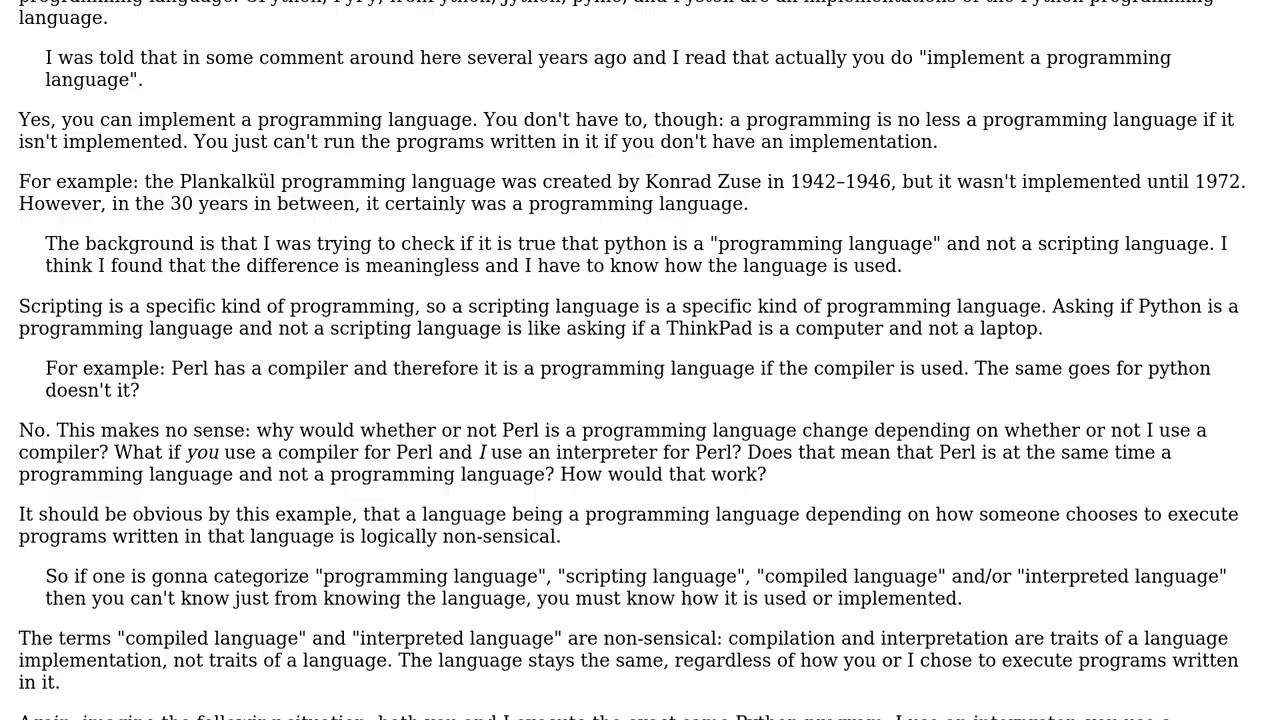 programming language. CPython, PyPy, IronPython, Jython, pynie, and Pyston are all implementations of the Python programming
language.
I was told that in some comment around here several years ago and I read that actually you do "implement a programming
language".
Yes, you can implement a programming language. You don't have to, though: a programming is no less a programming language if it
isn't implemented. You just can't run the programs written in it if you don't have an implementation.
For example: the Plankalkül programming language was created by Konrad Zuse in 1942–1946, but it wasn't implemented until 1972.
However, in the 30 years in between, it certainly was a programming language.
The background is that I was trying to check if it is true that python is a "programming language" and not a scripting language. I
think I found that the difference is meaningless and I have to know how the language is used.
Scripting is a specific kind of programming, so a scripting language is a specific kind of programming language. Asking if Python is a
programming language and not a scripting language is like asking if a ThinkPad is a computer and not a laptop.
For example: Perl has a compiler and therefore it is a programming language if the compiler is used. The same goes for python
doesn't it?
No. This makes no sense: why would whether or not Perl is a programming language change depending on whether or not I use a
compiler? What if you use a compiler for Perl and I use an interpreter for Perl? Does that mean that Perl is at the same time a
programming language and not a programming language? How would that work?
It should be obvious by this example, that a language being a programming language depending on how someone chooses to execute
programs written in that language is logically non-sensical.
So if one is gonna categorize "programming language", "scripting language", "compiled language" and/or "interpreted language"
then you can't know just from knowing the language, you must know how it is used or implemented.
The terms "compiled language" and "interpreted language" are non-sensical: compilation and interpretation are traits of a language
implementation, not traits of a language. The language stays the same, regardless of how you or I chose to execute programs written
in it.